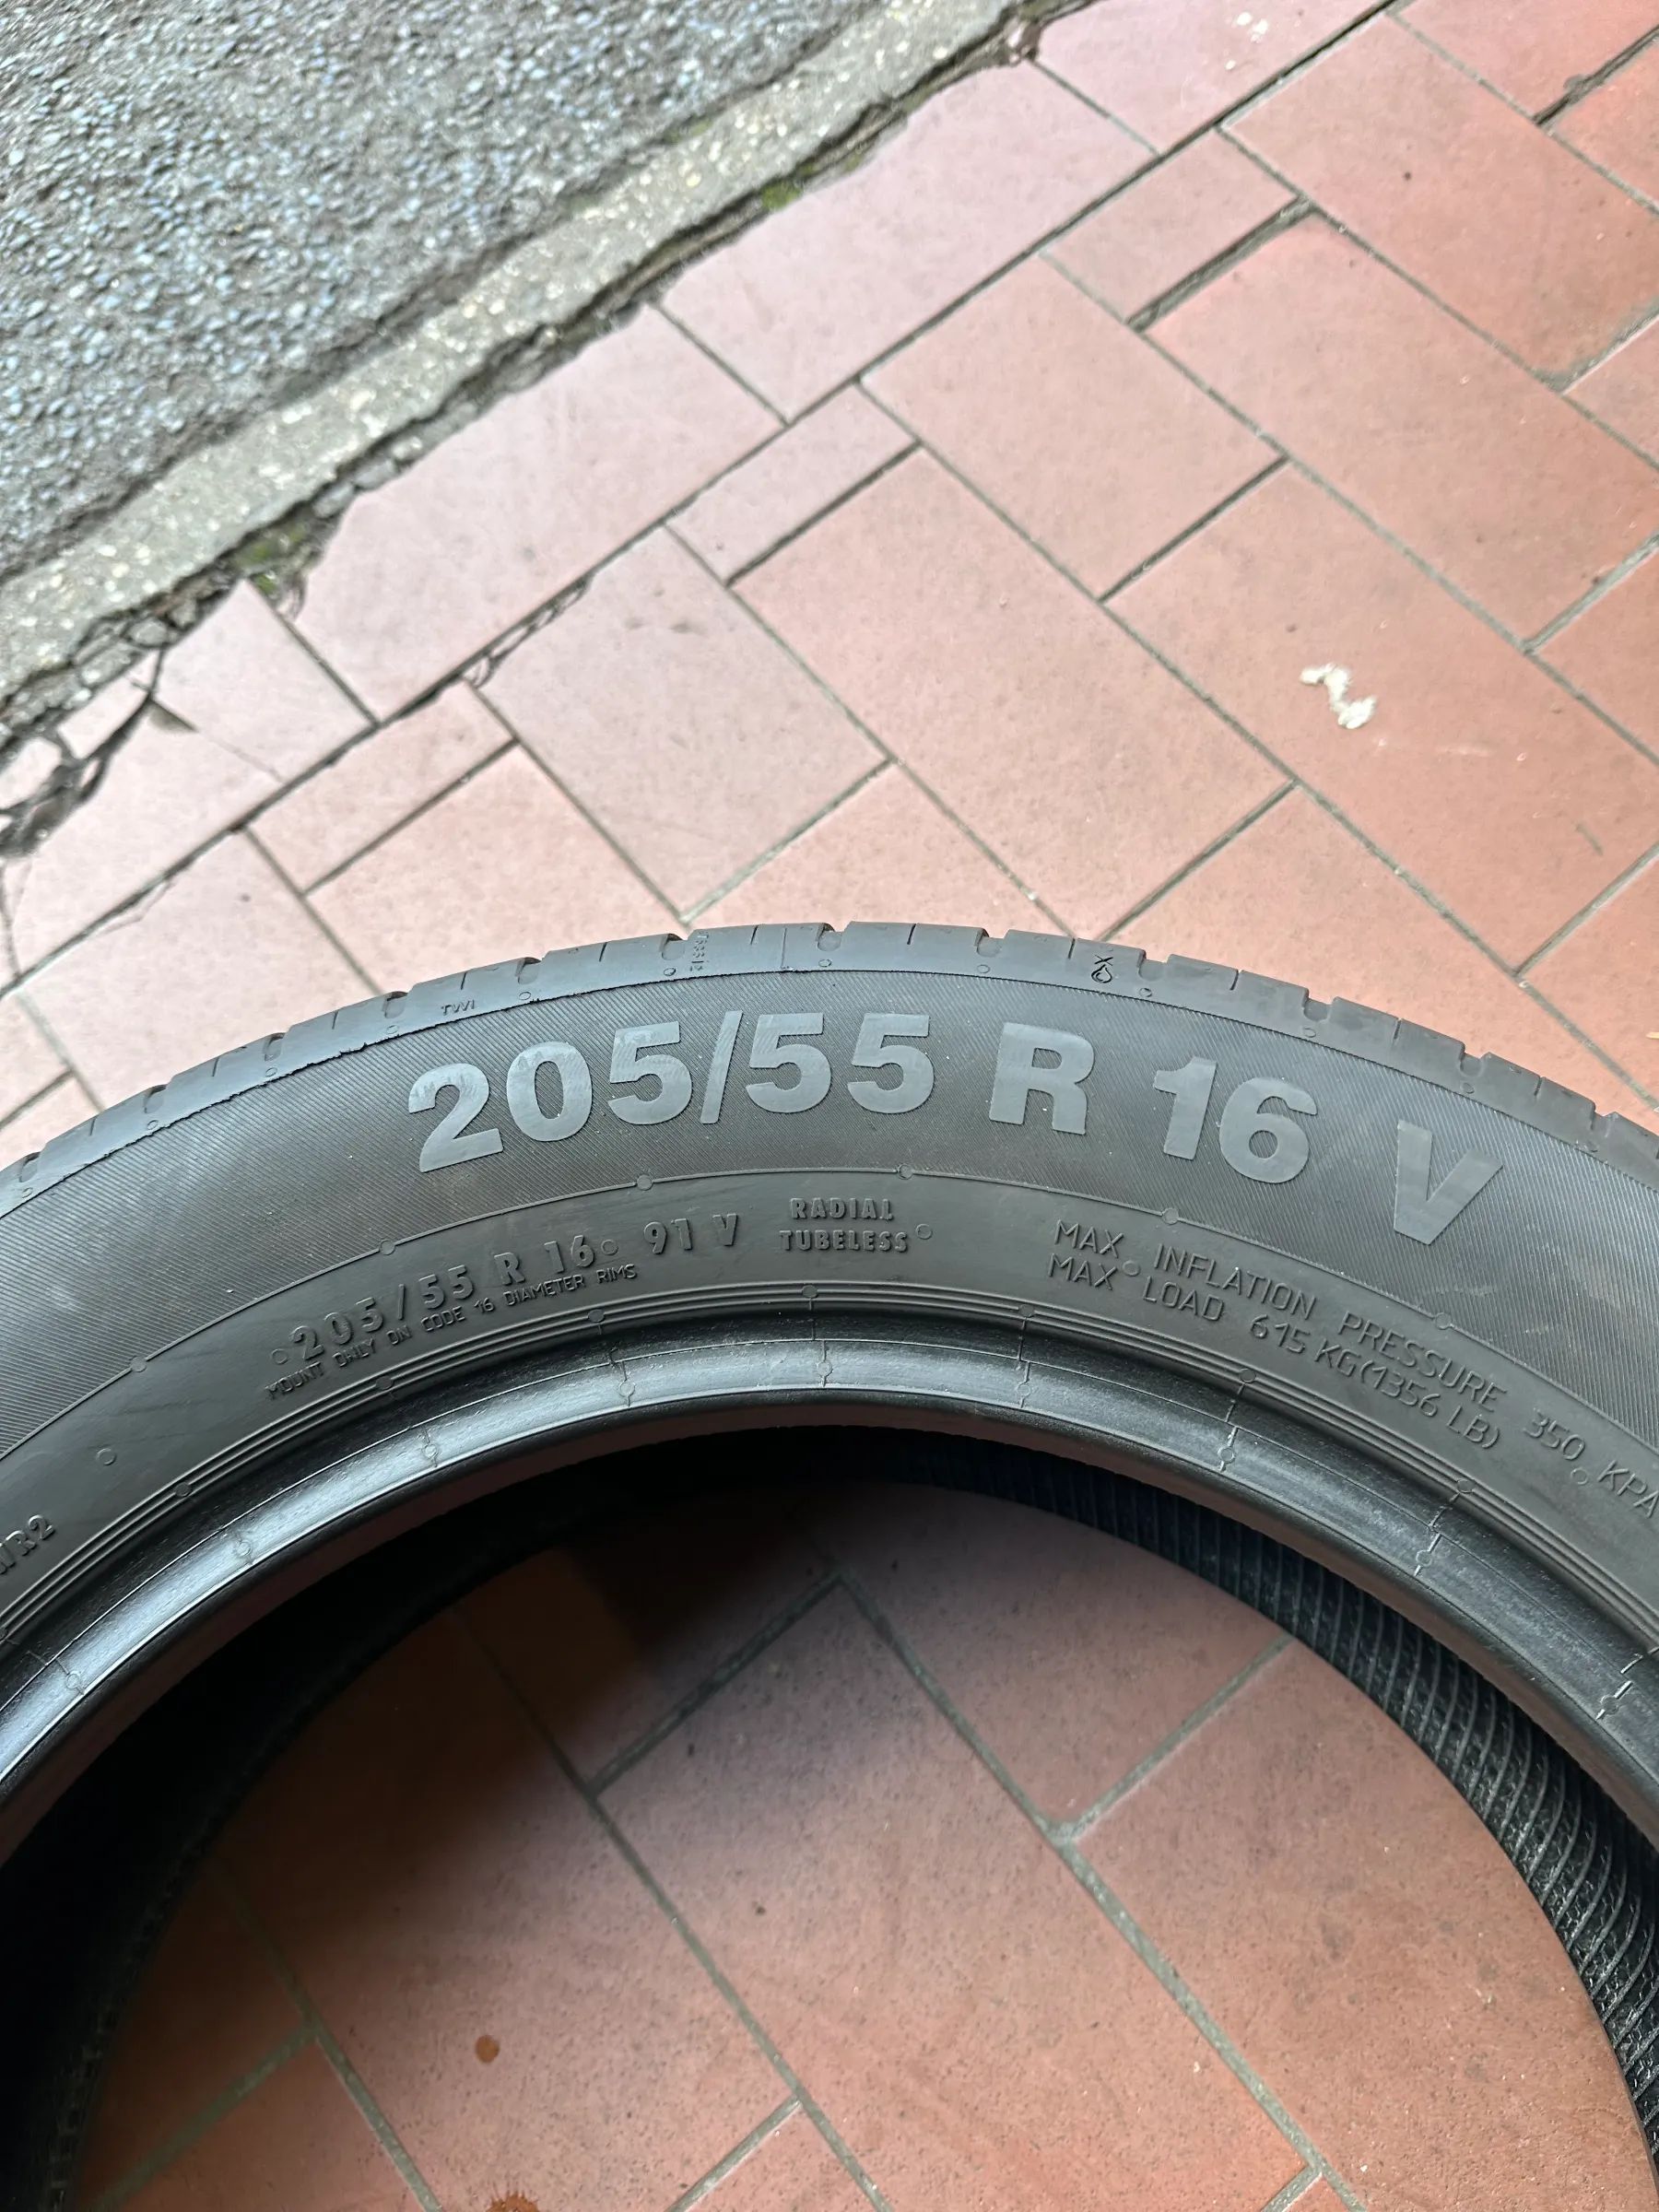 TWI
205/55 R 16 V
205/55 R 16 91 V
MOUNT ONLY ON CODE 16 DIAMETER RIMS
RADIAL
TUBELESS
MAX INFLATION PRESSURE 350 KPA
MAX LOAD 615 KG(1356 LB)